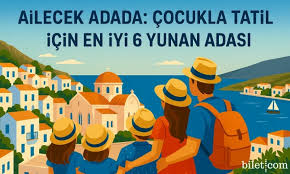 AİLECEK ADADA: ÇOCUKLA TATİL
İÇİN EN İYİ 6 YUNAN ADASI
bilet.com